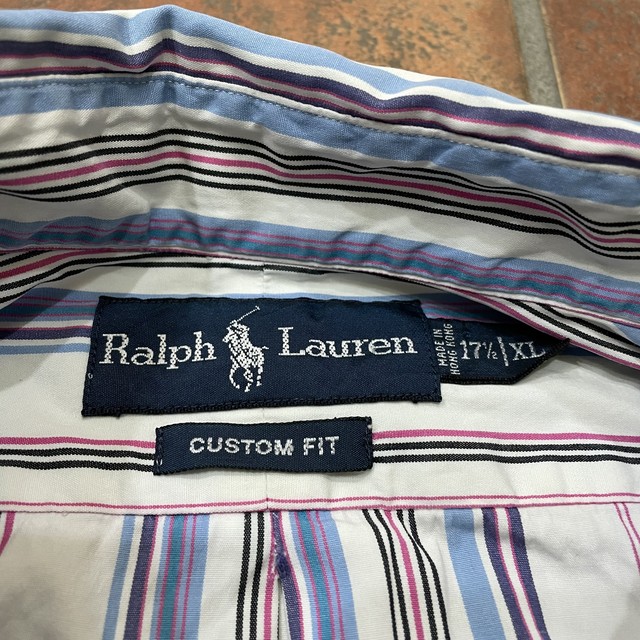 Ralph Lauren
MADE IN
HONG KONG
17½ XL
CUSTOM FIT